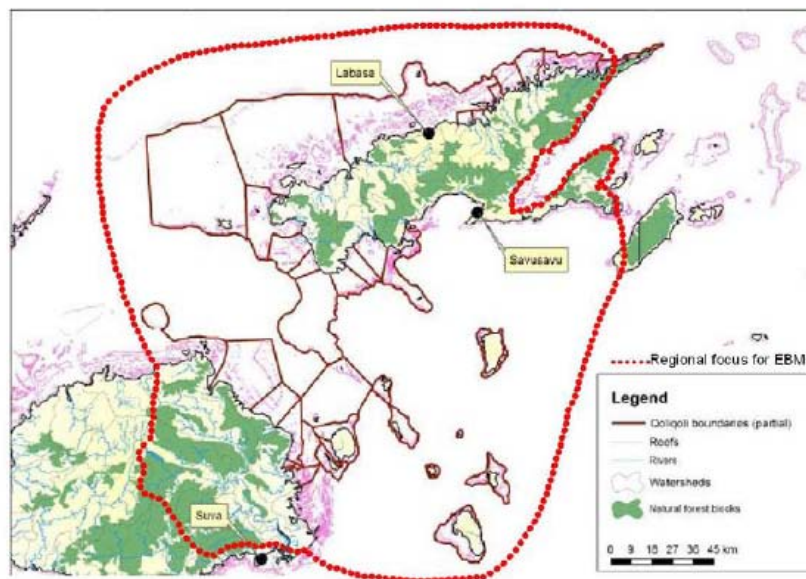 Labasa
Savusavu
Regional focus for EBM
Legend
Qoliqoli boundaries (partial)
Reefs
Rivers
Watersheds
Natural forest blocks
Suva
0 9 18 27 36 45 km